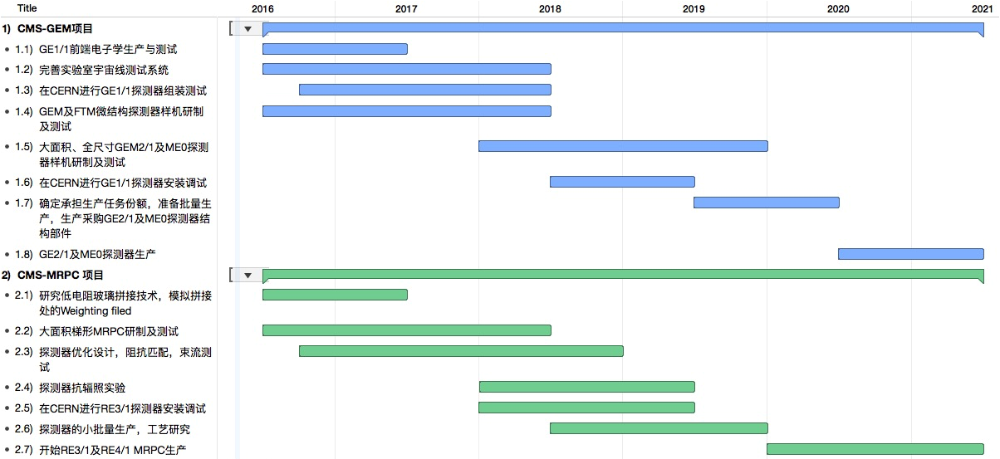 Title 2016 2017 2018 2019 2020 2021
1) CMS-GEM项目
1.1) GE1/1前端电子学生产与测试
1.2) 完善实验室宇宙线测试系统
1.3) 在CERN进行GE1/1探测器组装测试
1.4) GEM及FTM微结构探测器样机研制
及测试
1.5) 大面积、全尺寸GEM2/1及ME0探测
器样机研制及测试
1.6) 在CERN进行GE1/1探测器安装调试
1.7) 确定承担生产任务份额，准备批量生
产，生产采购GE2/1及ME0探测器结
构部件
1.8) GE2/1及ME0探测器生产
2) CMS-MRPC 项目
2.1) 研究低电阻玻璃拼接技术，模拟拼接
处的Weighting filed
2.2) 大面积梯形MRPC研制及测试
2.3) 探测器优化设计，阻抗匹配，束流测
试
2.4) 探测器抗辐照实验
2.5) 在CERN进行RE3/1探测器安装调试
2.6) 探测器的小批量生产，工艺研究
2.7) 开始RE3/1及RE4/1 MRPC生产